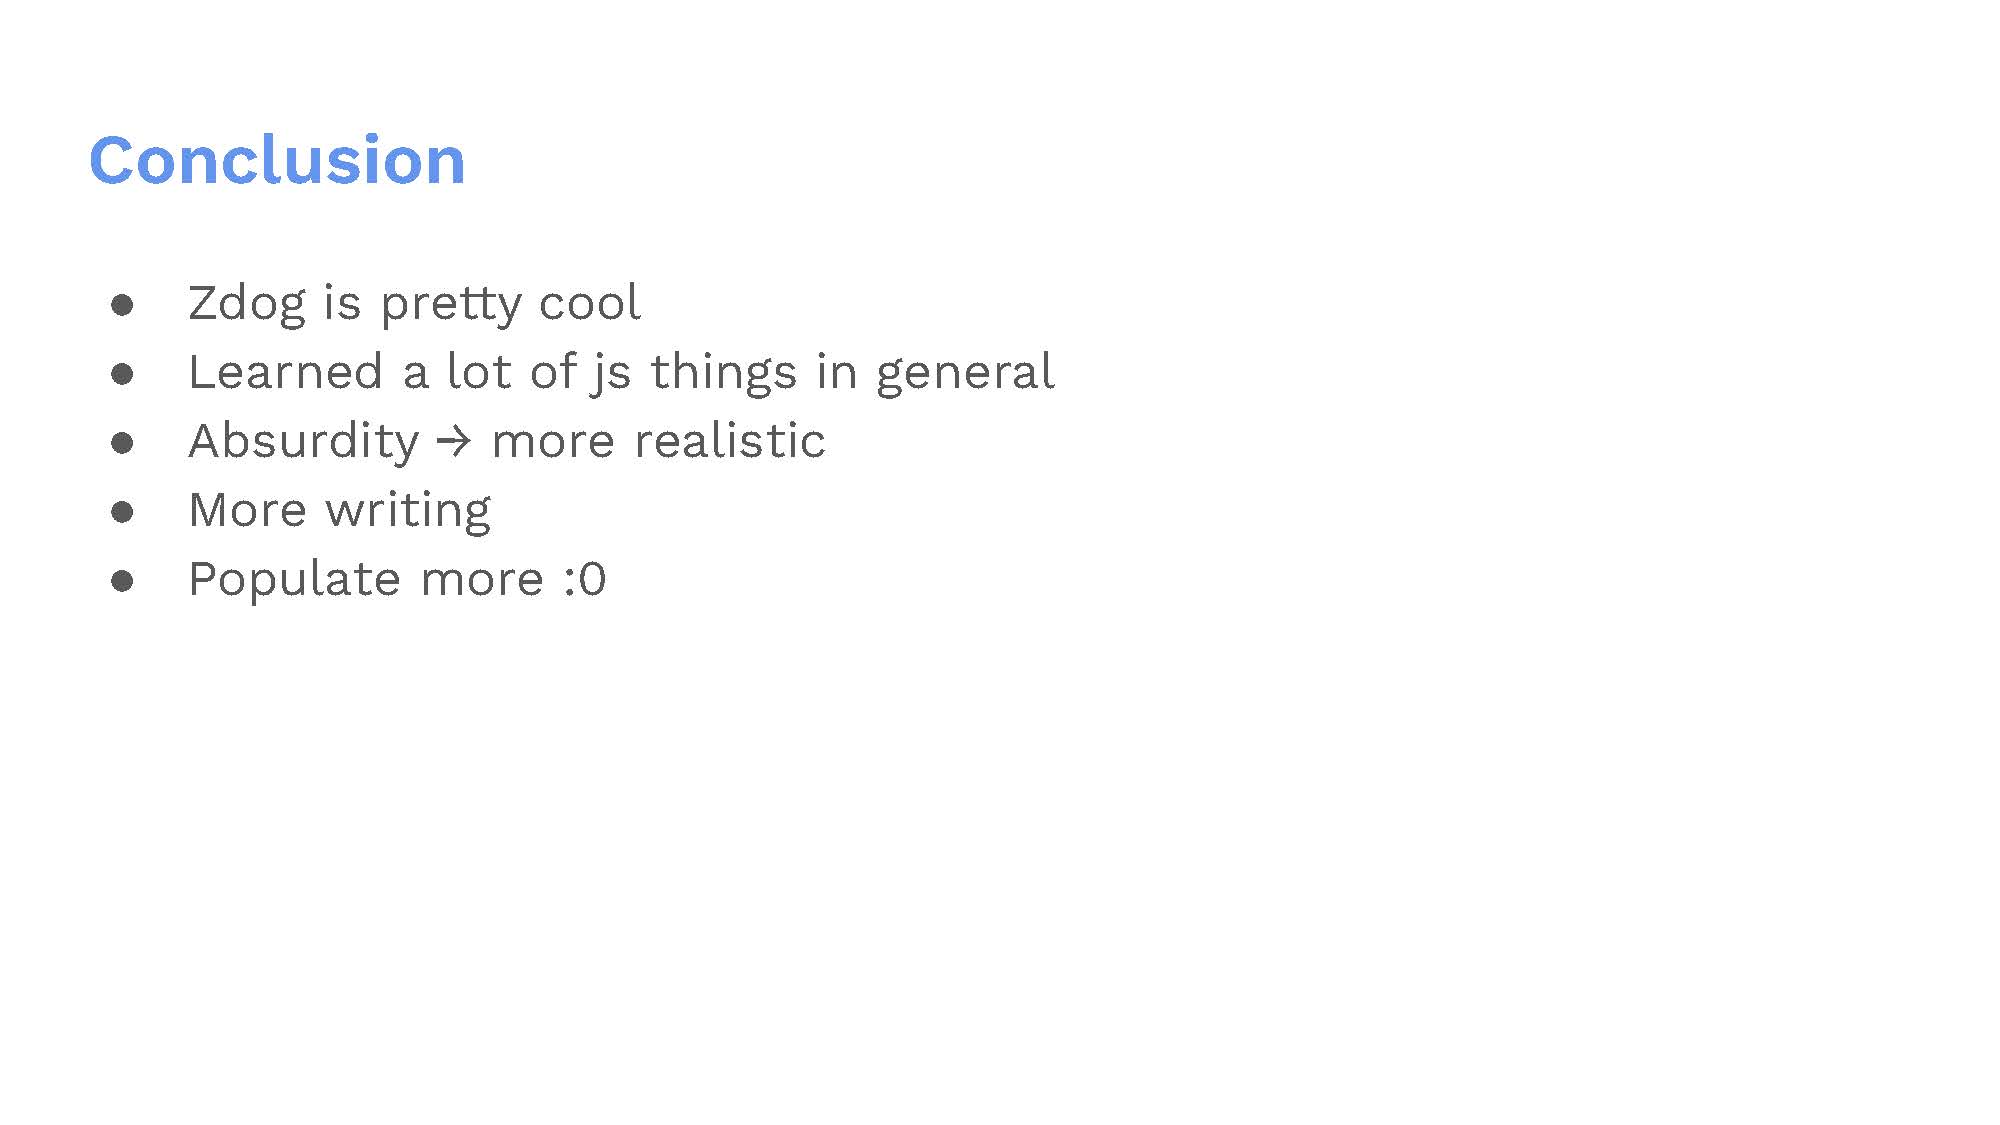 Conclusion
● Zdog is pretty cool
● Learned a lot of js things in general
● Absurdity → more realistic
● More writing
● Populate more :0